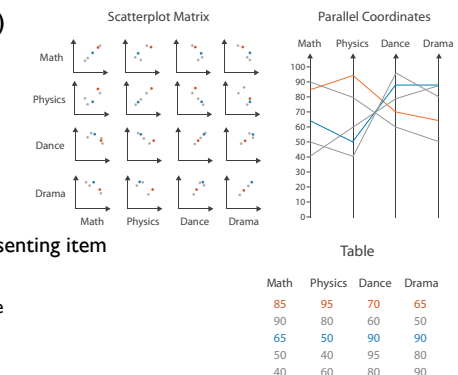 )
Scatterplot Matrix
Parallel Coordinates
Math Physics Dance Drama
Math
Physics
Dance
Drama
Math Physics Dance Drama
100
90
80
70
60
50
40
30
20
10
0
senting item
e
Table
Math Physics Dance Drama
85 95 70 65
90 80 60 50
65 50 90 90
50 40 95 80
40 60 80 90